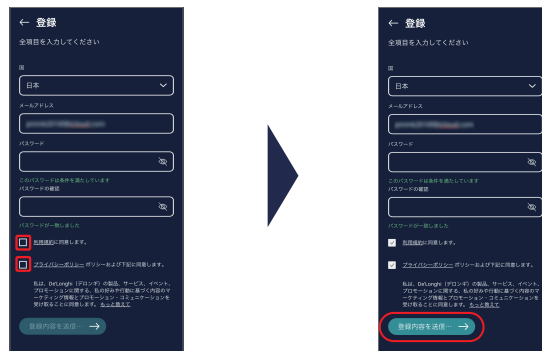 ← 登録
全項目を入力してください
国
日本
メールアドレス
パスワード
このパスワードは条件を満たしています
パスワードの確認
パスワードが一致しました
利用規約に同意します。
プライバシーポリシー ポリシーおよび下記に同意します。
私は、De'Longhi (デロンギ) の製品、サービス、イベント、
プロモーションに関する、私の好みや行動に基づく内容のマ
ーケティング情報とプロモーション・コミュニケーションを
受け取ることに同意します。 もっと教えて
登録内容を送信… →
← 登録
全項目を入力してください
国
日本
メールアドレス
パスワード
このパスワードは条件を満たしています
パスワードの確認
パスワードが一致しました
利用規約に同意します。
プライバシーポリシー ポリシーおよび下記に同意します。
私は、De'Longhi (デロンギ) の製品、サービス、イベント、
プロモーションに関する、私の好みや行動に基づく内容のマ
ーケティング情報とプロモーション・コミュニケーションを
受け取ることに同意します。 もっと教えて
登録内容を送信… →